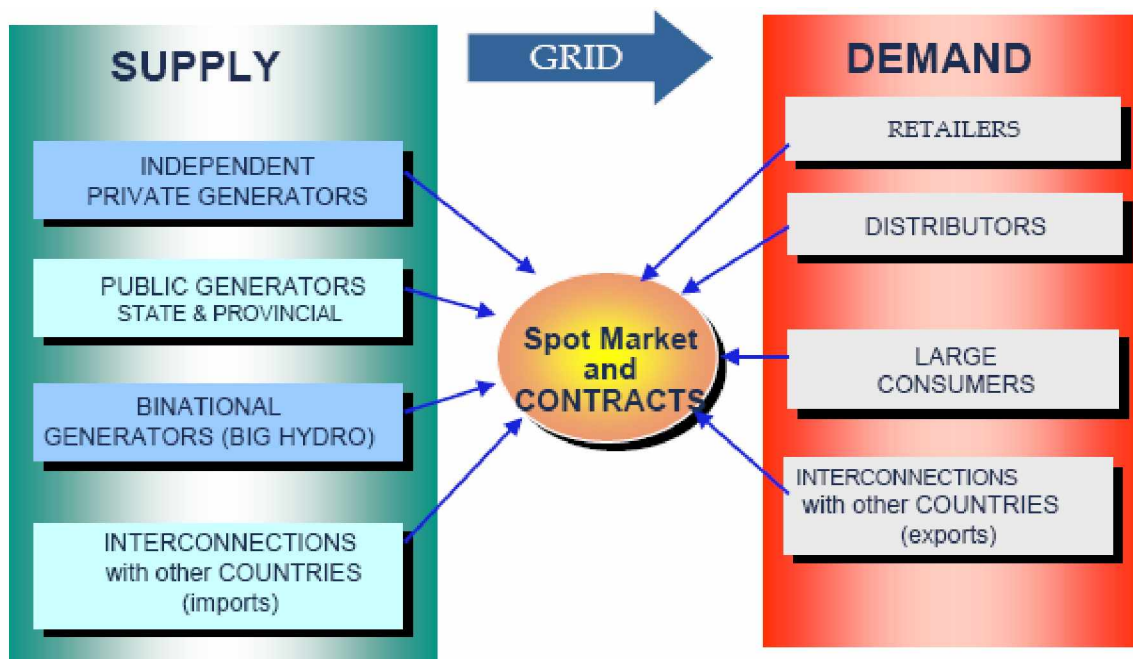 SUPPLY
GRID
DEMAND
INDEPENDENT
PRIVATE GENERATORS
PUBLIC GENERATORS
STATE & PROVINCIAL
BINATIONAL
GENERATORS (BIG HYDRO)
INTERCONNECTIONS
with other COUNTRIES
(imports)
Spot Market
and
CONTRACTS
RETAILERS
DISTRIBUTORS
LARGE
CONSUMERS
INTERCONNECTIONS
with other COUNTRIES
(exports)